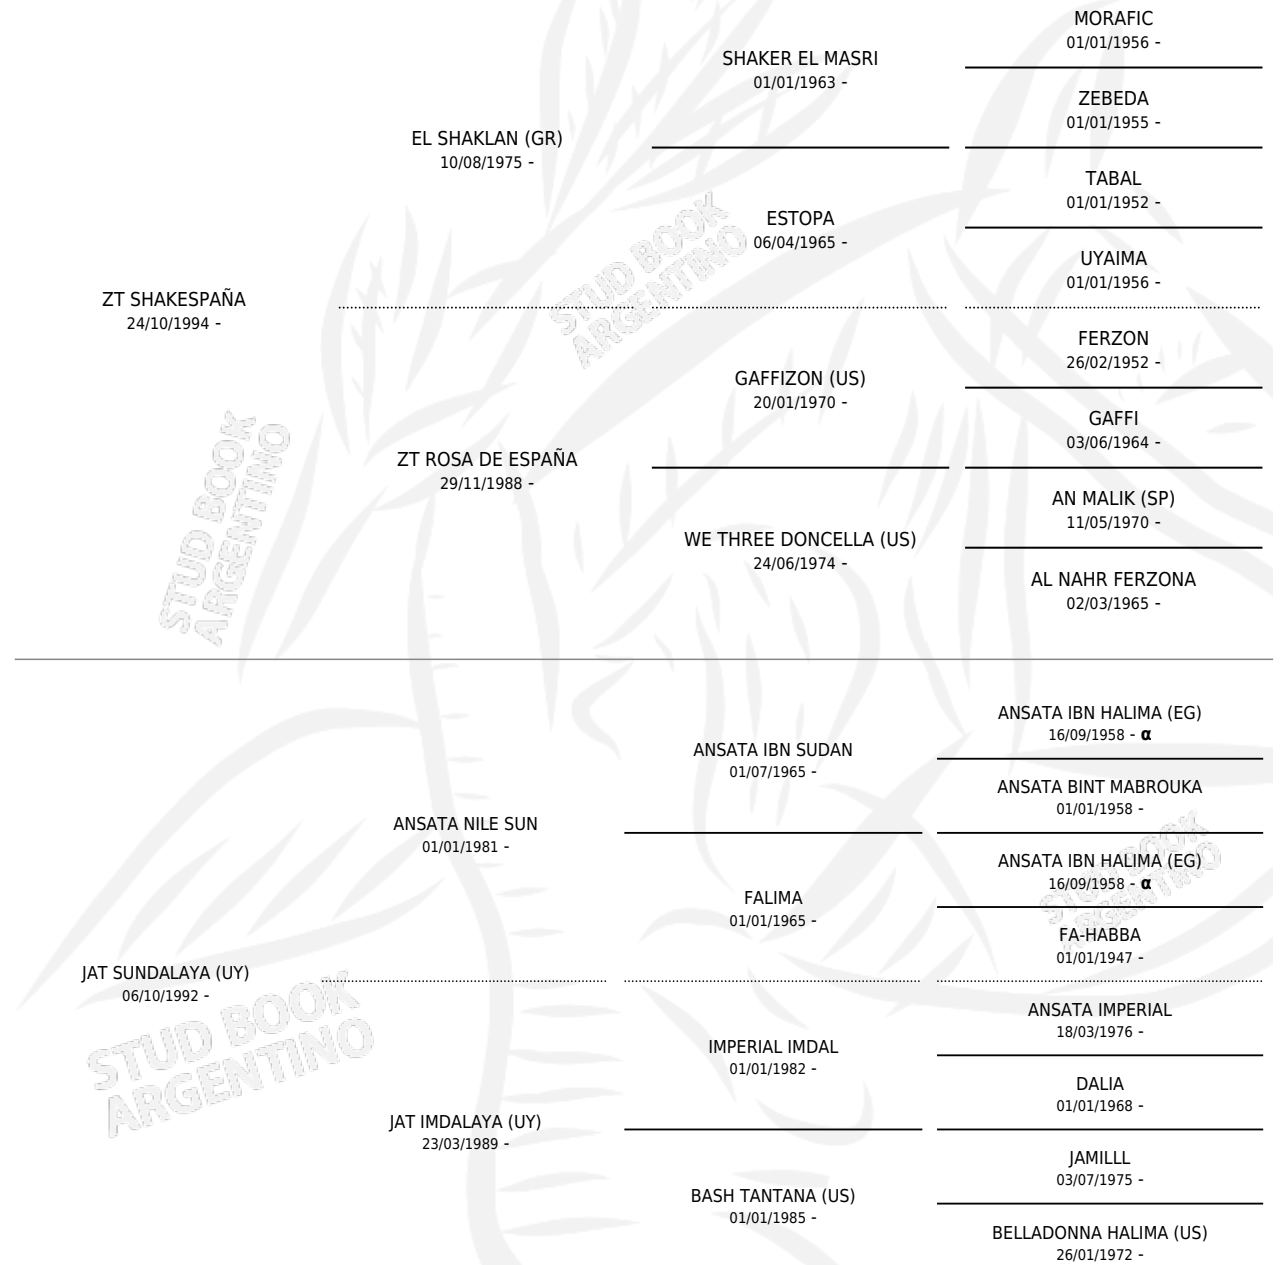 MORAFIC
01/01/1956 -
SHAKER EL MASRI
01/01/1963 -
ZEBEDA
01/01/1955 -
EL SHAKLAN (GR)
10/08/1975 -
TABAL
01/01/1952 -
ESTOPA
06/04/1965 -
UYAIMA
01/01/1956 -
ZT SHAKESPAÑA
24/10/1994 -
FERZON
26/02/1952 -
GAFFIZON (US)
20/01/1970 -
GAFFI
03/06/1964 -
ZT ROSA DE ESPAÑA
29/11/1988 -
AN MALIK (SP)
11/05/1970 -
WE THREE DONCELLA (US)
24/06/1974 -
AL NAHR FERZONA
02/03/1965 -
STUD BOOK
ARGENTINO
STUD BOOK
ARGENTINO
ANSATA IBN HALIMA (EG)
16/09/1958 - α
ANSATA IBN SUDAN
01/07/1965 -
ANSATA BINT MABROUKA
01/01/1958 -
ANSATA NILE SUN
01/01/1981 -
ANSATA IBN HALIMA (EG)
16/09/1958 - α
FALIMA
01/01/1965 -
FA-HABBA
01/01/1947 -
JAT SUNDALAYA (UY)
06/10/1992 -
ANSATA IMPERIAL
18/03/1976 -
IMPERIAL IMDAL
01/01/1982 -
DALIA
01/01/1968 -
JAT IMDALAYA (UY)
23/03/1989 -
JAMILLL
03/07/1975 -
BASH TANTANA (US)
01/01/1985 -
BELLADONNA HALIMA (US)
26/01/1972 -
STUD BOOK
ARGENTINO
STUD BOOK
ARGENTINO